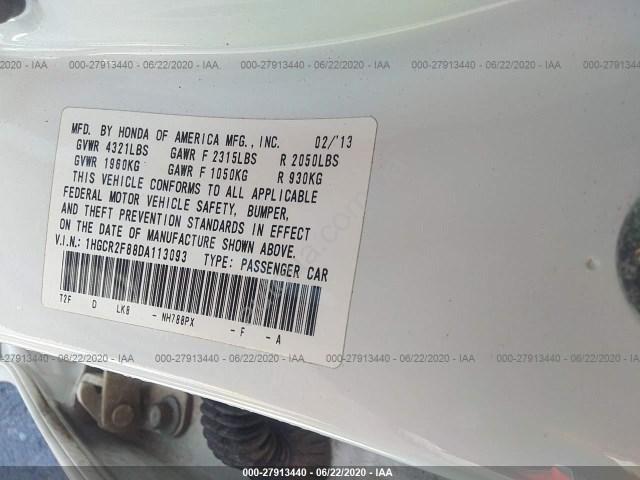 000-27913440 - 06/22/2020 - IAA
MFD. BY HONDA OF AMERICA MFG., INC. 02/'13
GVWR 4321LBS GAWR F 2315LBS R 2050LBS
GVWR 1960KG GAWR F 1050KG R 930KG
THIS VEHICLE CONFORMS TO ALL APPLICABLE
FEDERAL MOTOR VEHICLE SAFETY, BUMPER,
AND THEFT PREVENTION STANDARDS IN EFFECT
ON THE DATE OF MANUFACTURE SHOWN ABOVE.
V.I.N.: 1HGCR2F88DA113093 TYPE: PASSENGER CAR
T2F D LK8 - NH788PX - F - A
000-27913440 - 06/22/2020 - IAA
000-27913440 - 06/22/2020 - IAA